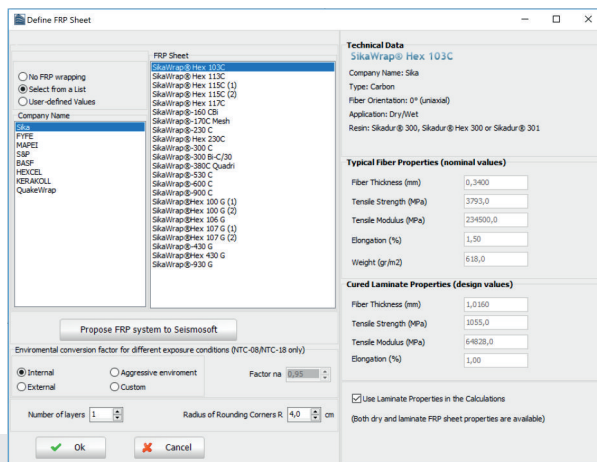 Define FRP Sheet
No FRP wrapping
Select from a List
User-defined Values
Company Name
Sika
FYFE
MAPEI
S&P
BASF
HEXCEL
KERAKOLL
QuakeWrap
FRP Sheet
SikaWrap® Hex 103C
SikaWrap® Hex 113C
SikaWrap® Hex 115C (1)
SikaWrap® Hex 115C (2)
SikaWrap® Hex 117C
SikaWrap®-160 CBi
SikaWrap®-170C Mesh
SikaWrap®-230 C
SikaWrap® Hex 230C
SikaWrap®-300 C
SikaWrap®-300 Bi-C/30
SikaWrap®-380C Quadri
SikaWrap®-530 C
SikaWrap®-600 C
SikaWrap®-900 C
SikaWrap®Hex 100 G (1)
SikaWrap®Hex 100 G (2)
SikaWrap®Hex 106 G
SikaWrap®Hex 107 G (1)
SikaWrap®Hex 107 G (2)
SikaWrap®-430 G
SikaWrap®Hex 430 G
SikaWrap®-930 G
Propose FRP system to Seismosoft
Enviromental conversion factor for different exposure conditions (NTC-08/NTC-18 only)
Internal
Aggressive enviroment
Factor na 0,95
External
Custom
Number of layers 1
Radius of Rounding Corners R 4,0 cm
Ok
Cancel
Technical Data
SikaWrap® Hex 103C
Company Name: Sika
Type: Carbon
Fiber Orientation: 0° (uniaxial)
Application: Dry/Wet
Resin: Sikadur® 300, Sikadur® Hex 300 or Sikadur® 301
Typical Fiber Properties (nominal values)
Fiber Thickness (mm) 0,3400
Tensile Strength (MPa) 3793,0
Tensile Modulus (MPa) 234500,0
Elongation (%) 1,50
Weight (gr/m2) 618,0
Cured Laminate Properties (design values)
Fiber Thickness (mm) 1,0160
Tensile Strength (MPa) 1055,0
Tensile Modulus (MPa) 64828,0
Elongation (%) 1,00
Use Laminate Properties in the Calculations
(Both dry and laminate FRP sheet properties are available)